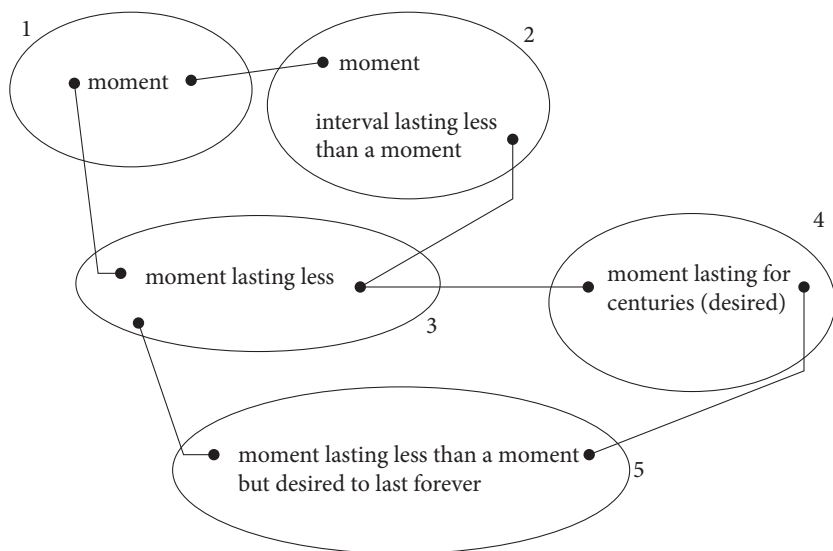 1
2
moment
moment
interval lasting less
than a moment
4
moment lasting less
moment lasting for
centuries (desired)
3
moment lasting less than a moment
but desired to last forever
5